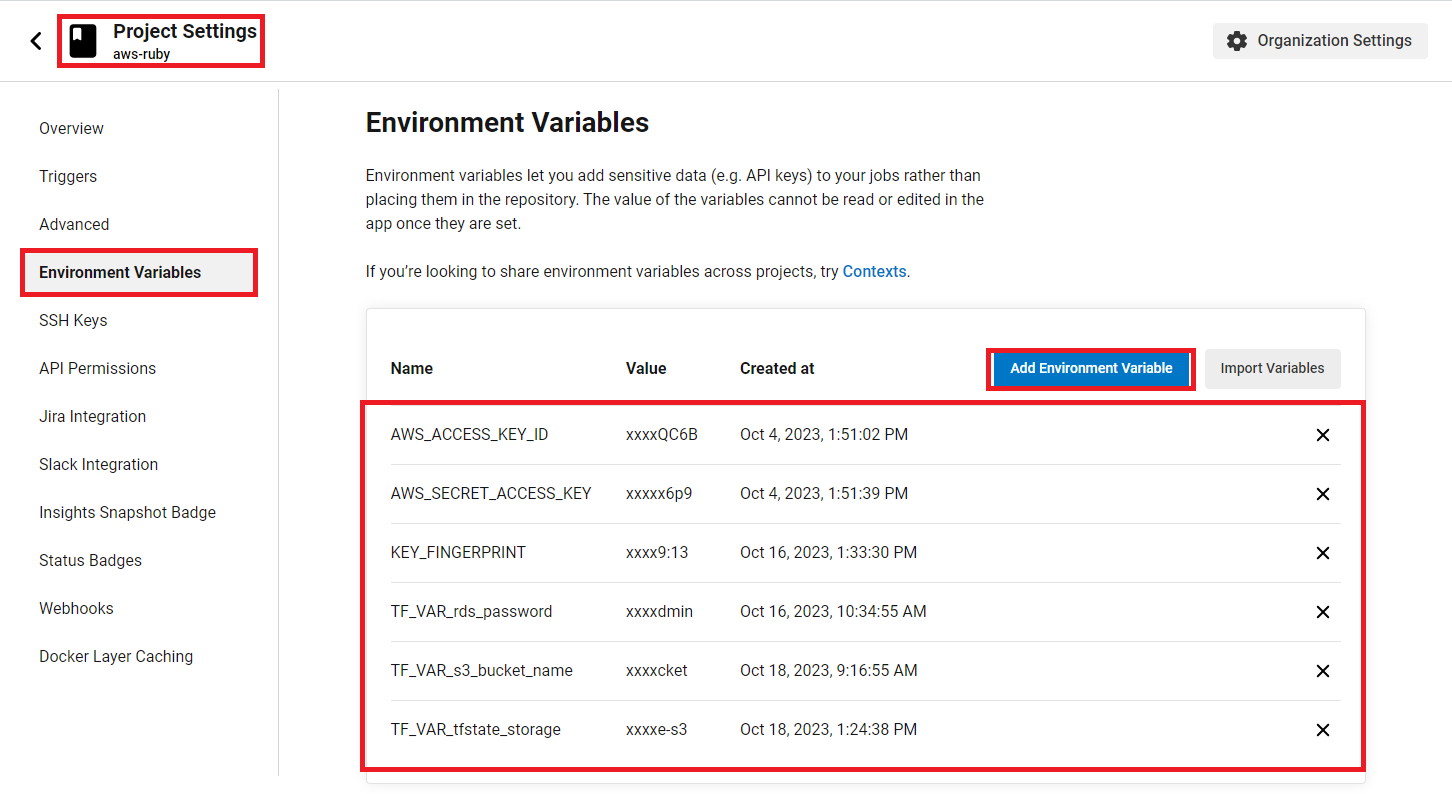 Project Settings
aws-ruby
Organization Settings
Overview
Triggers
Advanced
Environment Variables
SSH Keys
API Permissions
Jira Integration
Slack Integration
Insights Snapshot Badge
Status Badges
Webhooks
Docker Layer Caching
Environment Variables
Environment variables let you add sensitive data (e.g. API keys) to your jobs rather than
placing them in the repository. The value of the variables cannot be read or edited in the
app once they are set.
If you’re looking to share environment variables across projects, try Contexts.
Name Value Created at Add Environment Variable Import Variables
AWS_ACCESS_KEY_ID xxxxQC6B Oct 4, 2023, 1:51:02 PM
AWS_SECRET_ACCESS_KEY xxxxx6p9 Oct 4, 2023, 1:51:39 PM
KEY_FINGERPRINT xxxx9:13 Oct 16, 2023, 1:33:30 PM
TF_VAR_rds_password xxxxdmin Oct 16, 2023, 10:34:55 AM
TF_VAR_s3_bucket_name xxxxcket Oct 18, 2023, 9:16:55 AM
TF_VAR_tfstate_storage xxxxe-s3 Oct 18, 2023, 1:24:38 PM